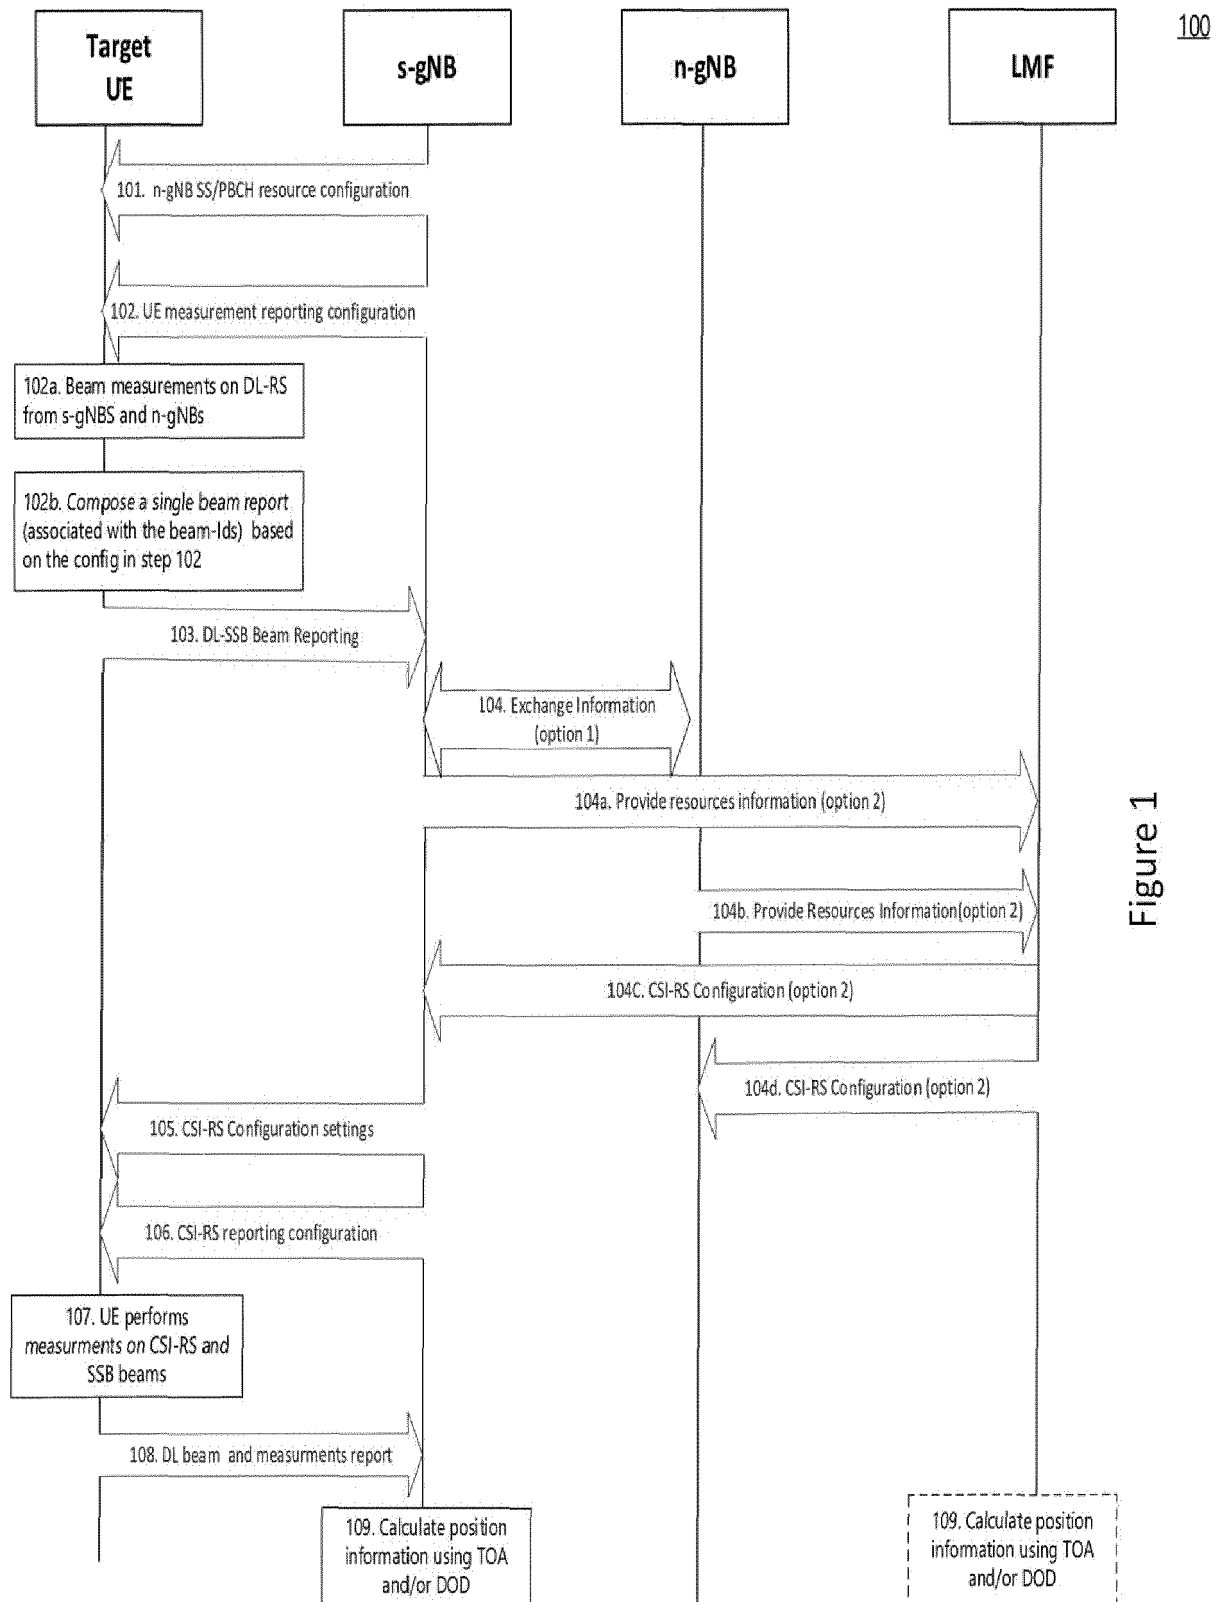 100
Target
UE
s-gNB
n-gNB
LMF
101. n-gNB SS/PBCH resource configuration
102. UE measurement reporting configuration
102a. Beam measurements on DL-RS
from s-gNBS and n-gNBs
102b. Compose a single beam report
(associated with the beam-Ids) based
on the config in step 102
103. DL-SSB Beam Reporting
104. Exchange Information
(option 1)
104a. Provide resources information (option 2)
104b. Provide Resources Information(option 2)
104C. CSI-RS Configuration (option 2)
104d. CSI-RS Configuration (option 2)
105. CSI-RS Configuration settings
106. CSI-RS reporting configuration
107. UE performs
measurments on CSI-RS and
SSB beams
108. DL beam and measurments report
109. Calculate position
information using TOA
and/or DOD
109. Calculate position
information using TOA
and/or DOD
Figure 1